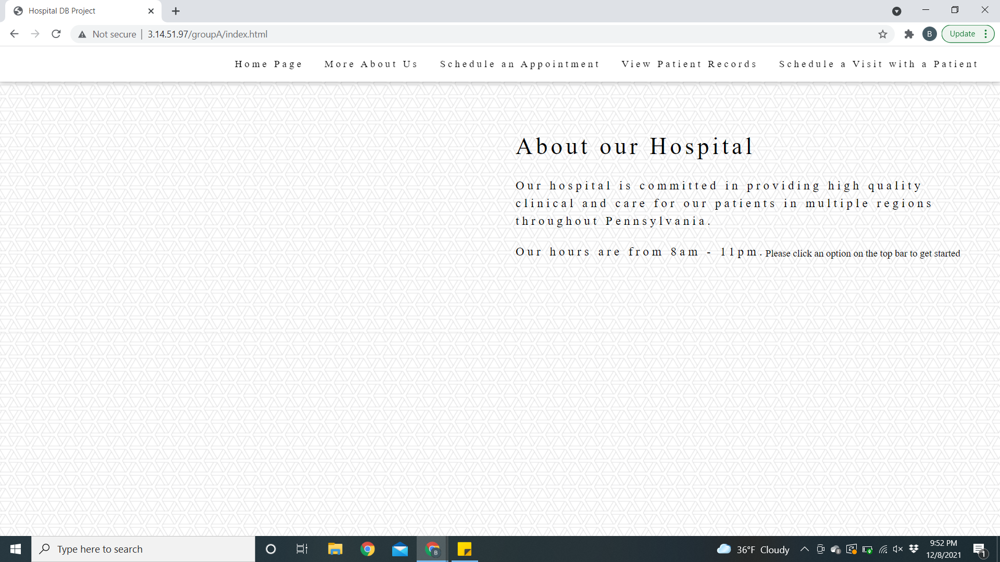 Hospital DB Project
Not secure | 3.14.51.97/groupA/index.html
B
Update
Home Page More About Us Schedule an Appointment View Patient Records Schedule a Visit with a Patient
About our Hospital
Our hospital is committed in providing high quality
clinical and care for our patients in multiple regions
throughout Pennsylvania.
Our hours are from 8am - 11pm. Please click an option on the top bar to get started
Type here to search
B
36°F Cloudy
9:52 PM
12/8/2021
1